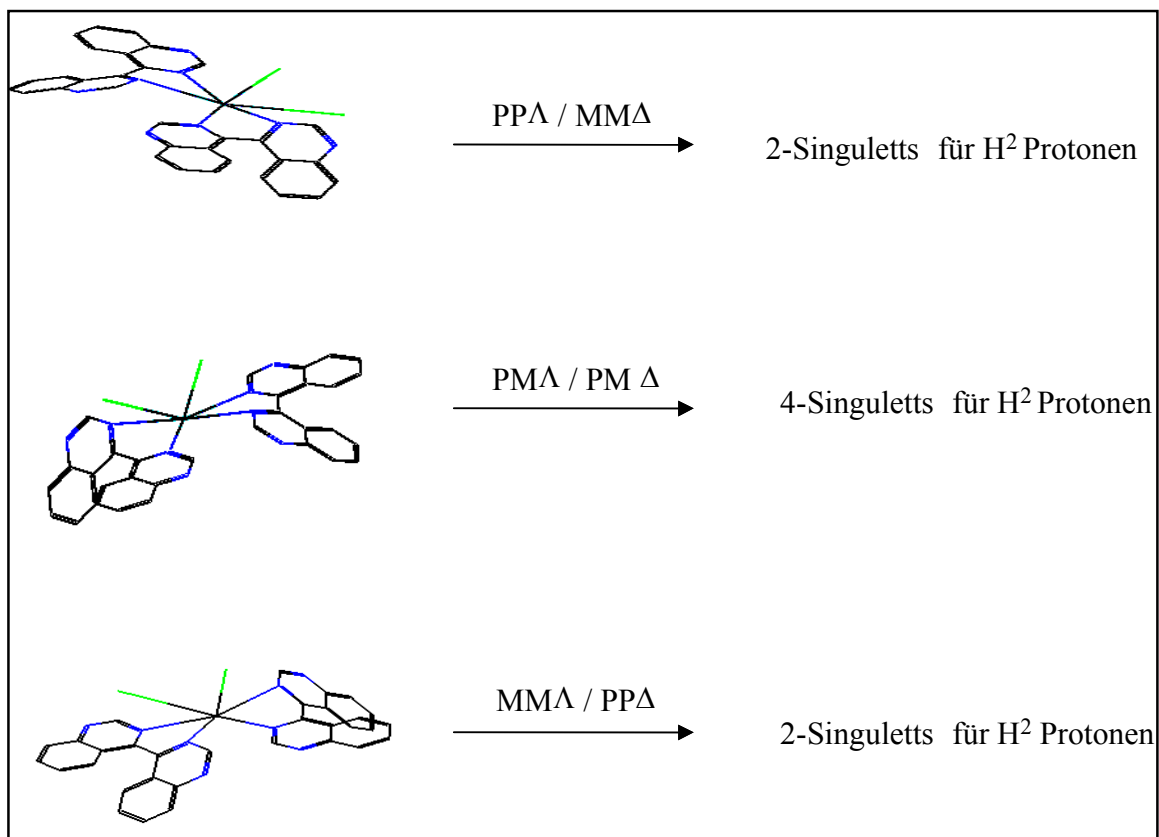 PPΛ / MMΔ
2-Singuletts für H² Protonen
PMΛ / PM Δ
4-Singuletts für H² Protonen
MMΛ / PPΔ
2-Singuletts für H² Protonen